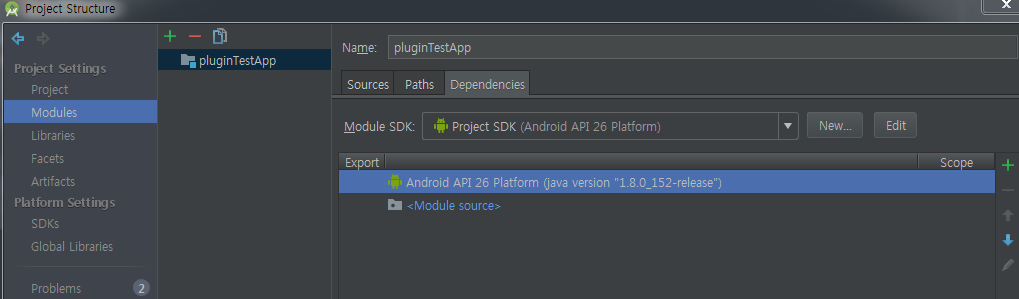 Project Structure
Name: pluginTestApp
Project Settings
Project
Modules
Libraries
Facets
Artifacts
Platform Settings
SDKs
Global Libraries
Problems 2
pluginTestApp
Sources Paths Dependencies
Module SDK: Project SDK (Android API 26 Platform) New... Edit
Export Scope
Android API 26 Platform (java version "1.8.0_152-release")
<Module source>